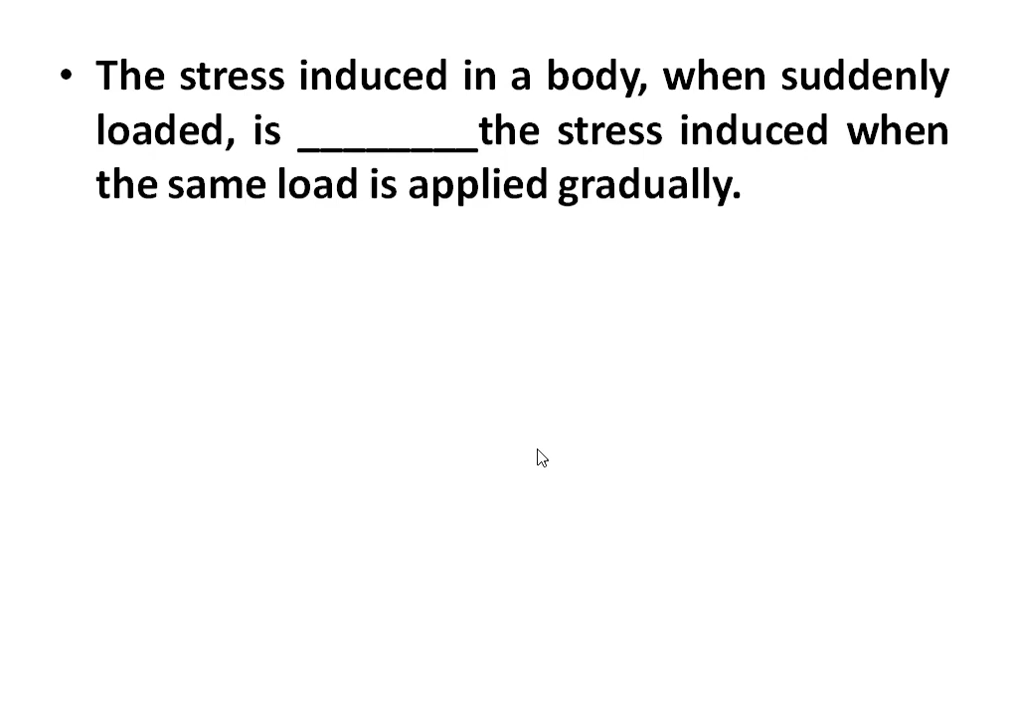 • The stress induced in a body, when suddenly
loaded, is ________the stress induced when
the same load is applied gradually.